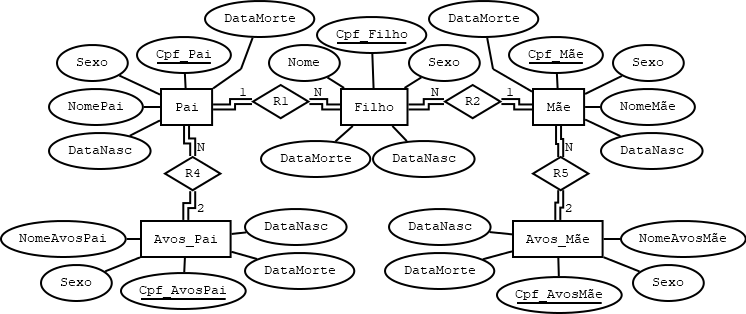 DataMorte
DataMorte
Cpf_Filho
Cpf_Pai
Cpf_Mãe
Sexo
Nome
Sexo
Sexo
NomePai
Pai
1
R1
N
Filho
N
R2
1
Mãe
NomeMãe
DataNasc
DataMorte
DataNasc
DataNasc
N
N
R4
R5
2
2
NomeAvosPai
Avos_Pai
DataNasc
DataNasc
Avos_Mãe
NomeAvosMãe
DataMorte
DataMorte
Sexo
Cpf_AvosPai
Cpf_AvosMãe
Sexo